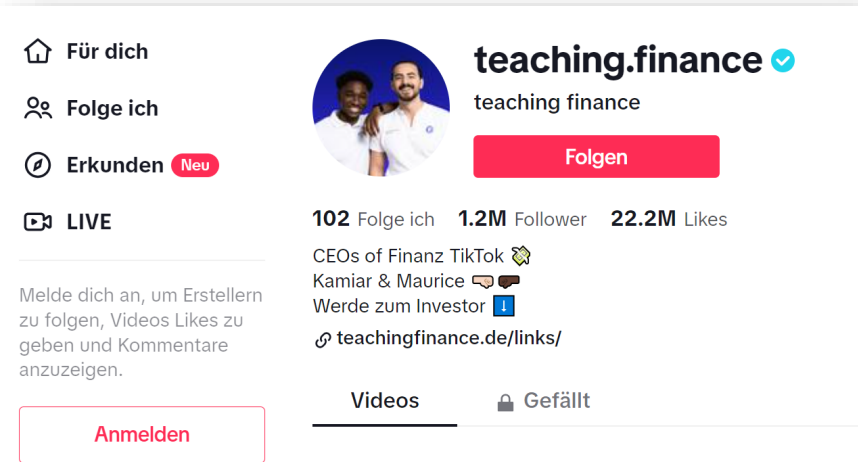 Für dich
Folge ich
Erkunden Neu
LIVE
Melde dich an, um Erstellern
zu folgen, Videos Likes zu
geben und Kommentare
anzuzeigen.
Anmelden
teaching.finance
teaching finance
Folgen
102 Folge ich 1.2M Follower 22.2M Likes
CEOs of Finanz TikTok 💸
Kamiar & Maurice 🤜🏻🤛🏿
Werde zum Investor ⬇️
teachingfinance.de/links/
Videos Gefällt